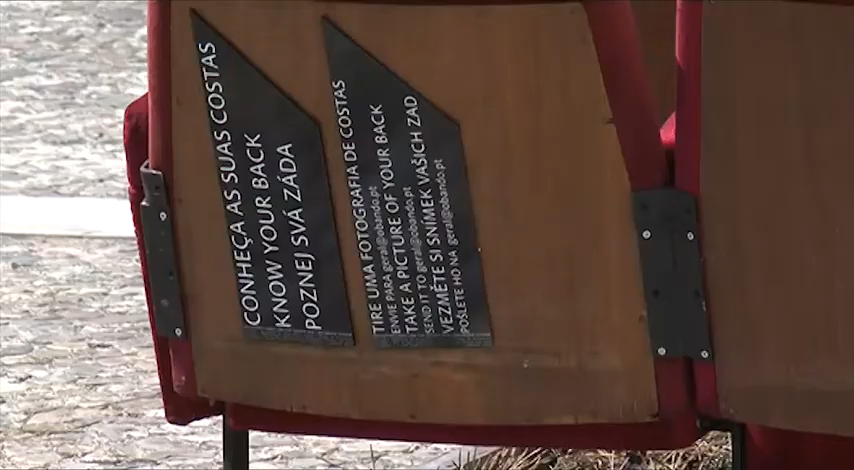 CONHEÇA AS SUAS COSTAS
KNOW YOUR BACK
POZNEJ SVÁ ZÁDA
TIRE UMA FOTOGRAFIA DE COSTAS
ENVIE PARA geral@obando.pt
TAKE A PICTURE OF YOUR BACK
SEND IT TO geral@obando.pt
VEZMĚTE SI SNÍMEK VAŠICH ZAD
POSLETE HO NA geral@obando.pt